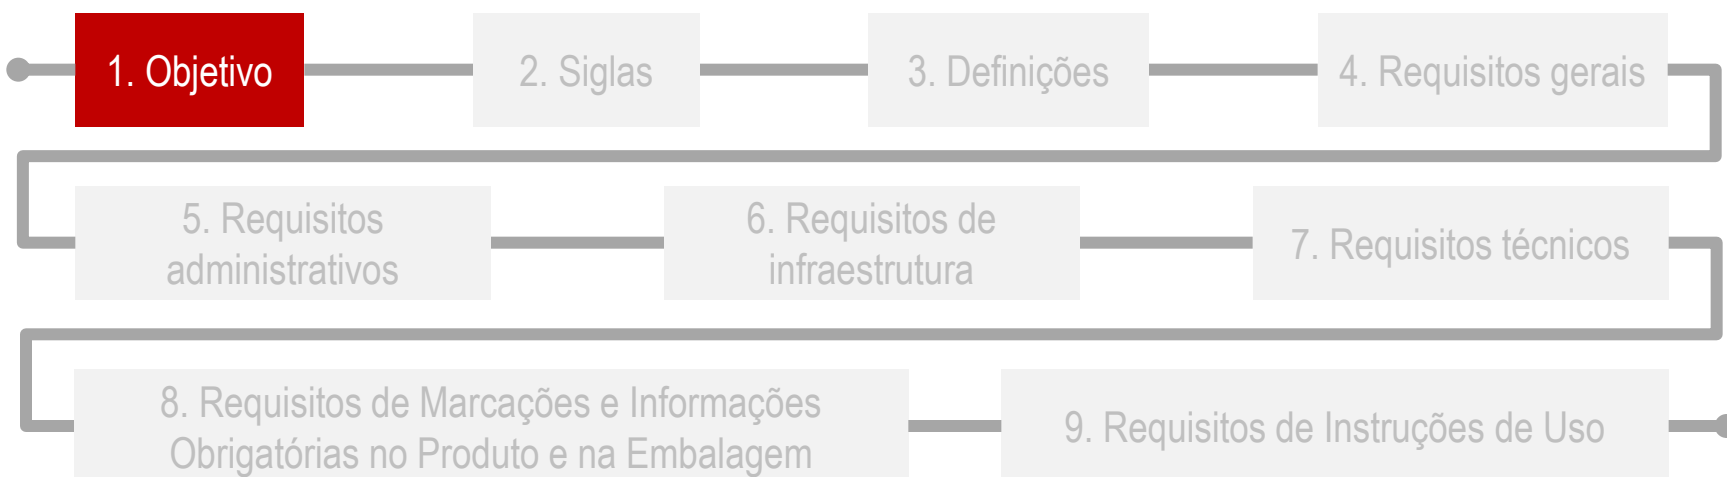 1. Objetivo
2. Siglas
3. Definições
4. Requisitos gerais
5. Requisitos
administrativos
6. Requisitos de
infraestrutura
7. Requisitos técnicos
8. Requisitos de Marcações e Informações
Obrigatórias no Produto e na Embalagem
9. Requisitos de Instruções de Uso